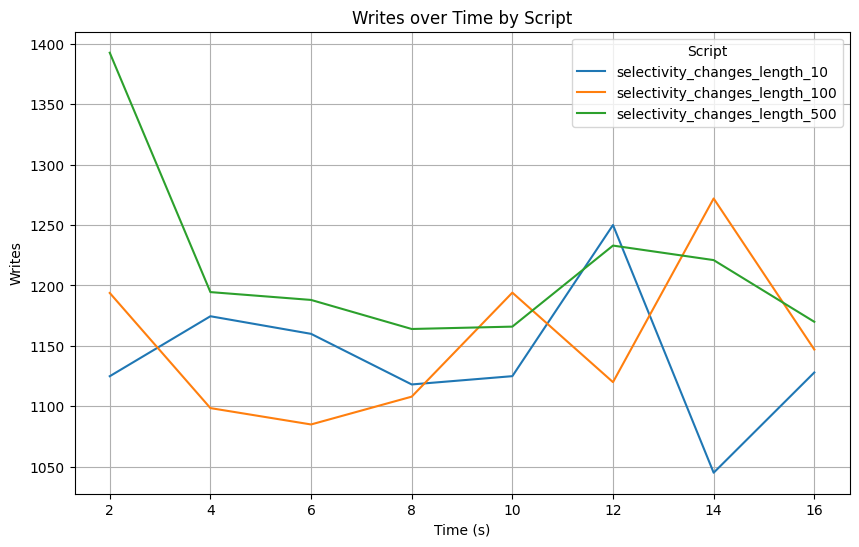 Writes over Time by Script
Script
selectivity_changes_length_10
selectivity_changes_length_100
selectivity_changes_length_500
Writes
1400
1350
1300
1250
1200
1150
1100
1050
2 4 6 8 10 12 14 16
Time (s)